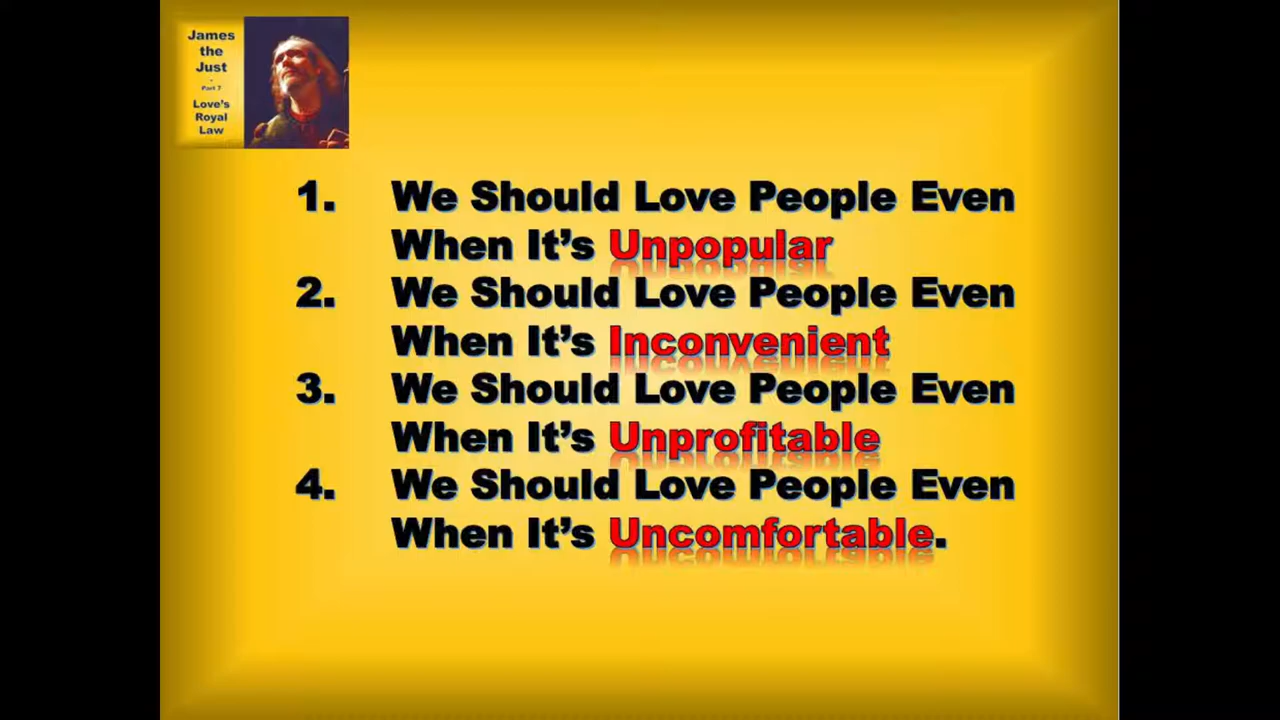 James
the
Just
-
Part 7
Love's
Royal
Law
1. We Should Love People Even
When It's Unpopular
2. We Should Love People Even
When It's Inconvenient
3. We Should Love People Even
When It's Unprofitable
4. We Should Love People Even
When It's Uncomfortable.